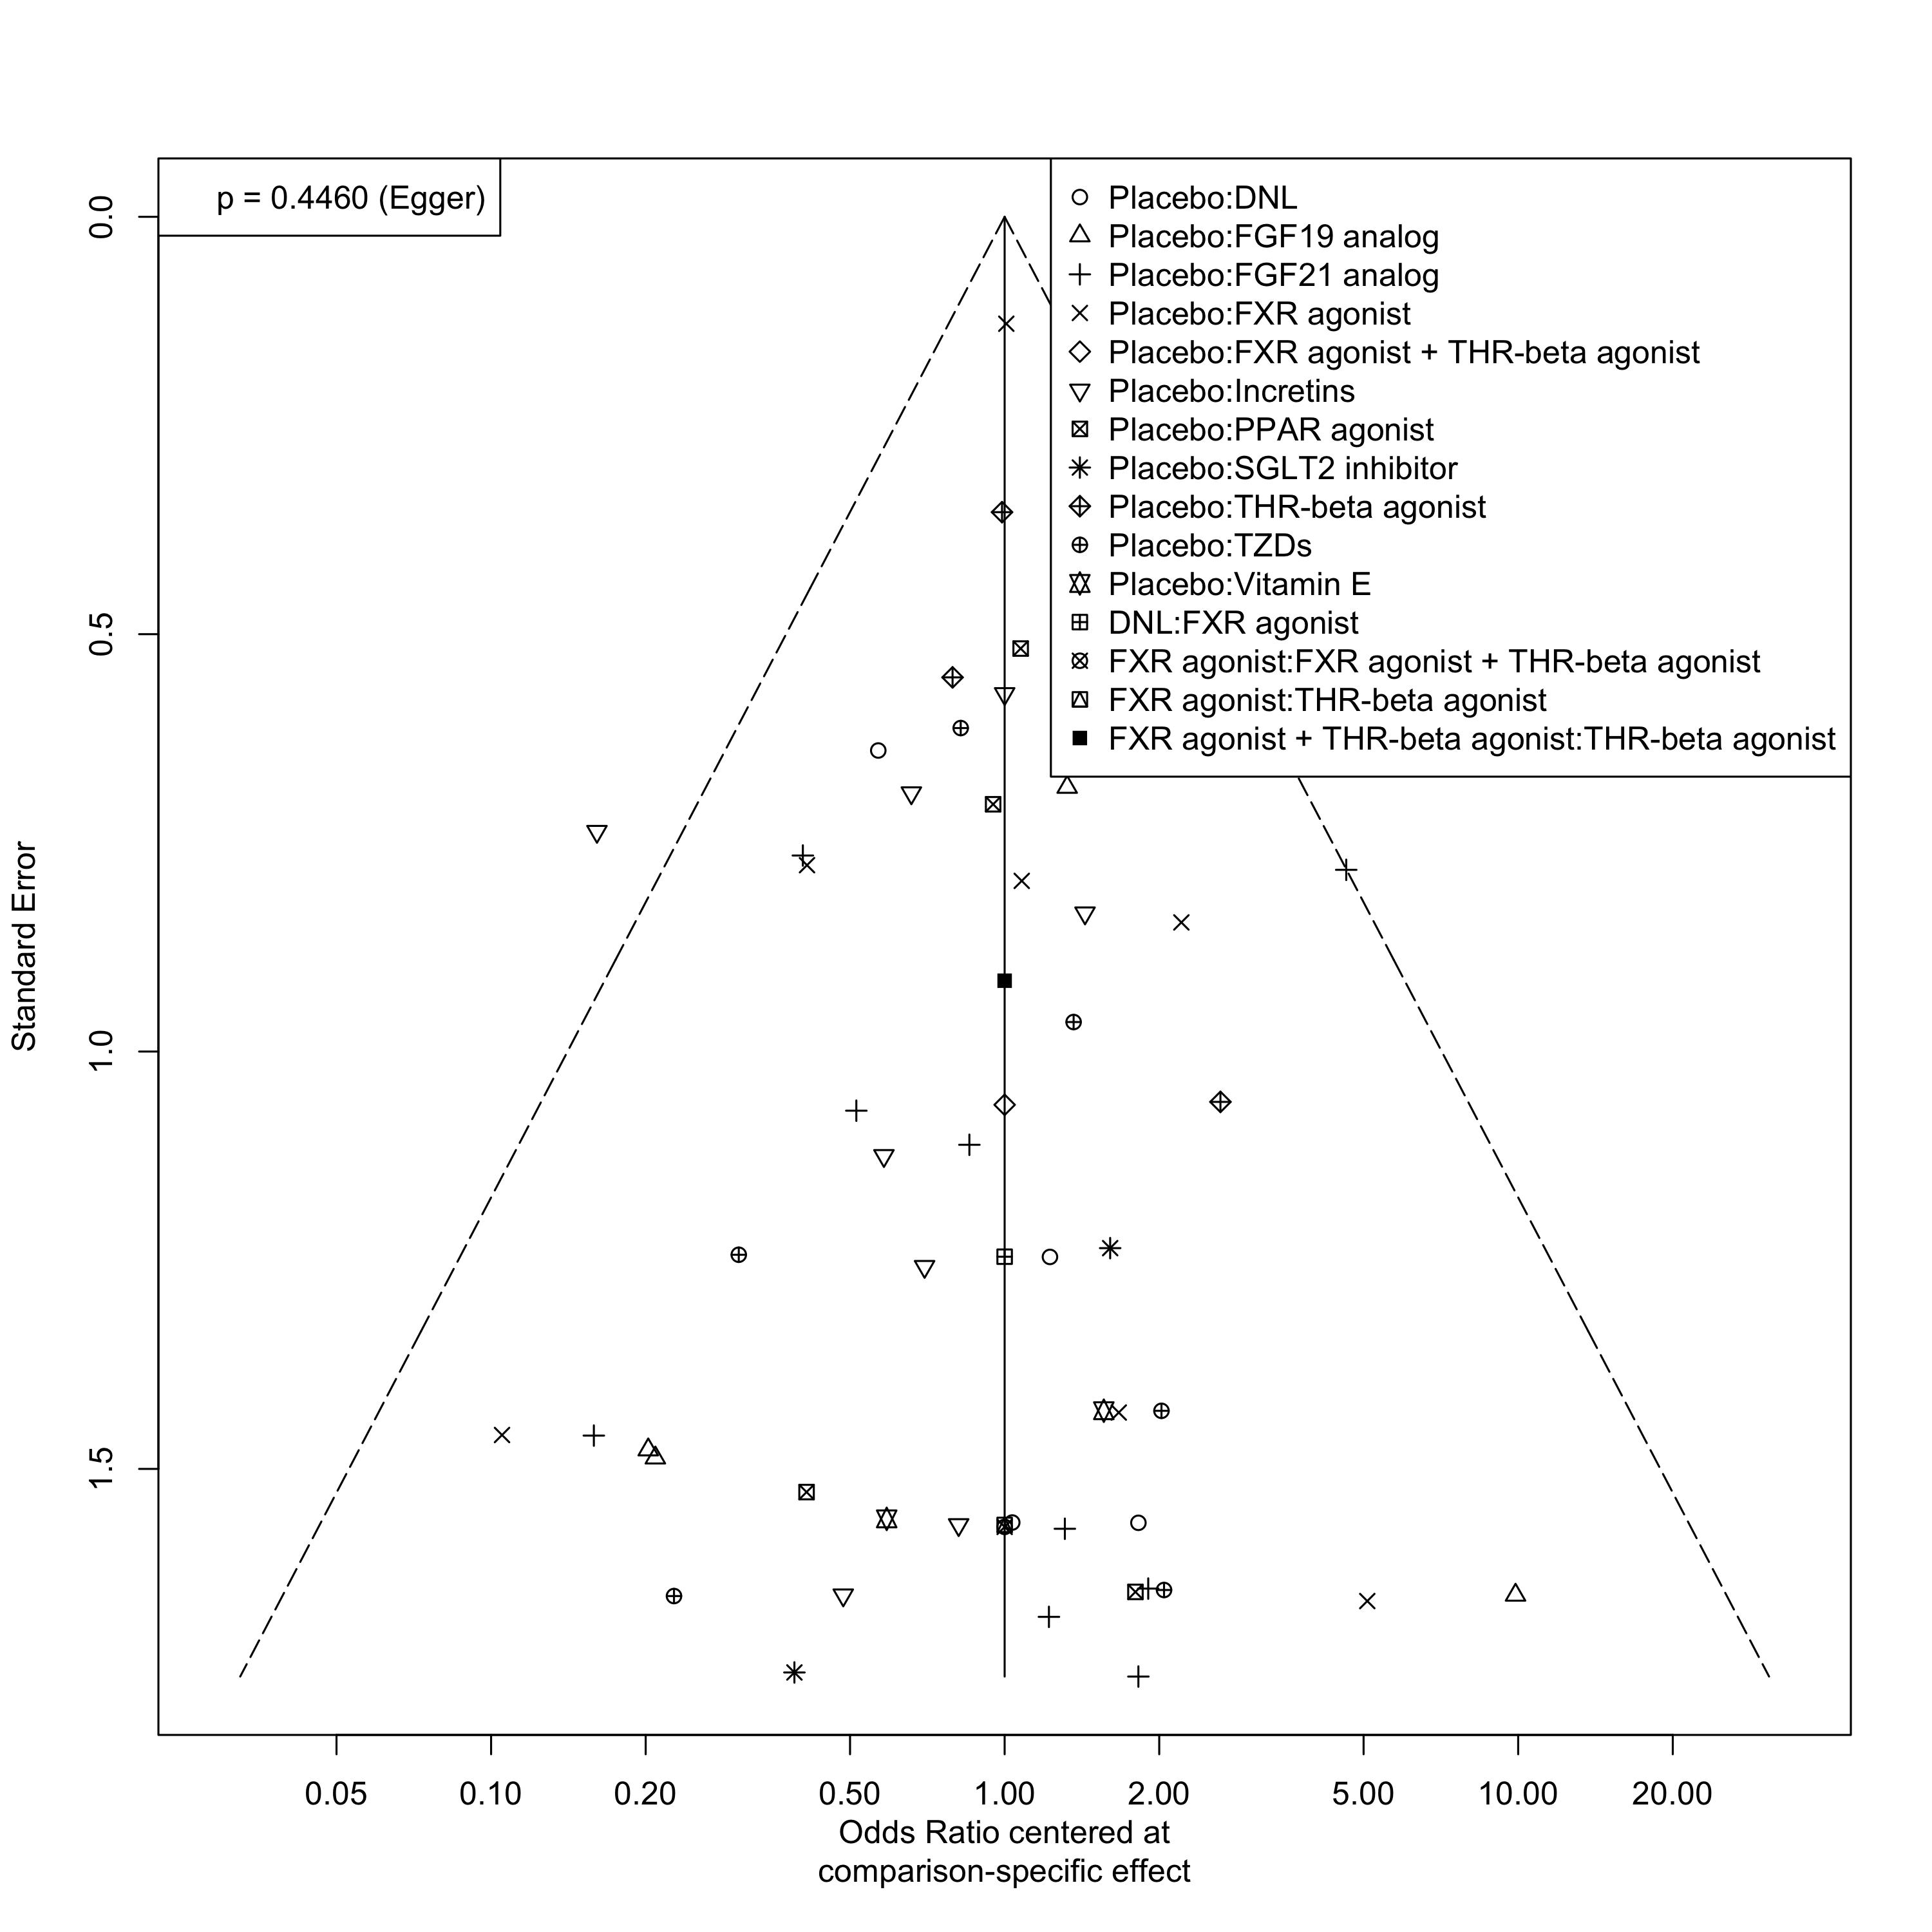 p = 0.4460 (Egger)
Placebo:DNL
Placebo:FGF19 analog
Placebo:FGF21 analog
Placebo:FXR agonist
Placebo:FXR agonist + THR-beta agonist
Placebo:Incretins
Placebo:PPAR agonist
Placebo:SGLT2 inhibitor
Placebo:THR-beta agonist
Placebo:TZDs
Placebo:Vitamin E
DNL:FXR agonist
FXR agonist:FXR agonist + THR-beta agonist
FXR agonist:THR-beta agonist
FXR agonist + THR-beta agonist:THR-beta agonist
Standard Error
0.0
0.5
1.0
1.5
0.05 0.10 0.20 0.50 1.00 2.00 5.00 10.00 20.00
Odds Ratio centered at
comparison-specific effect